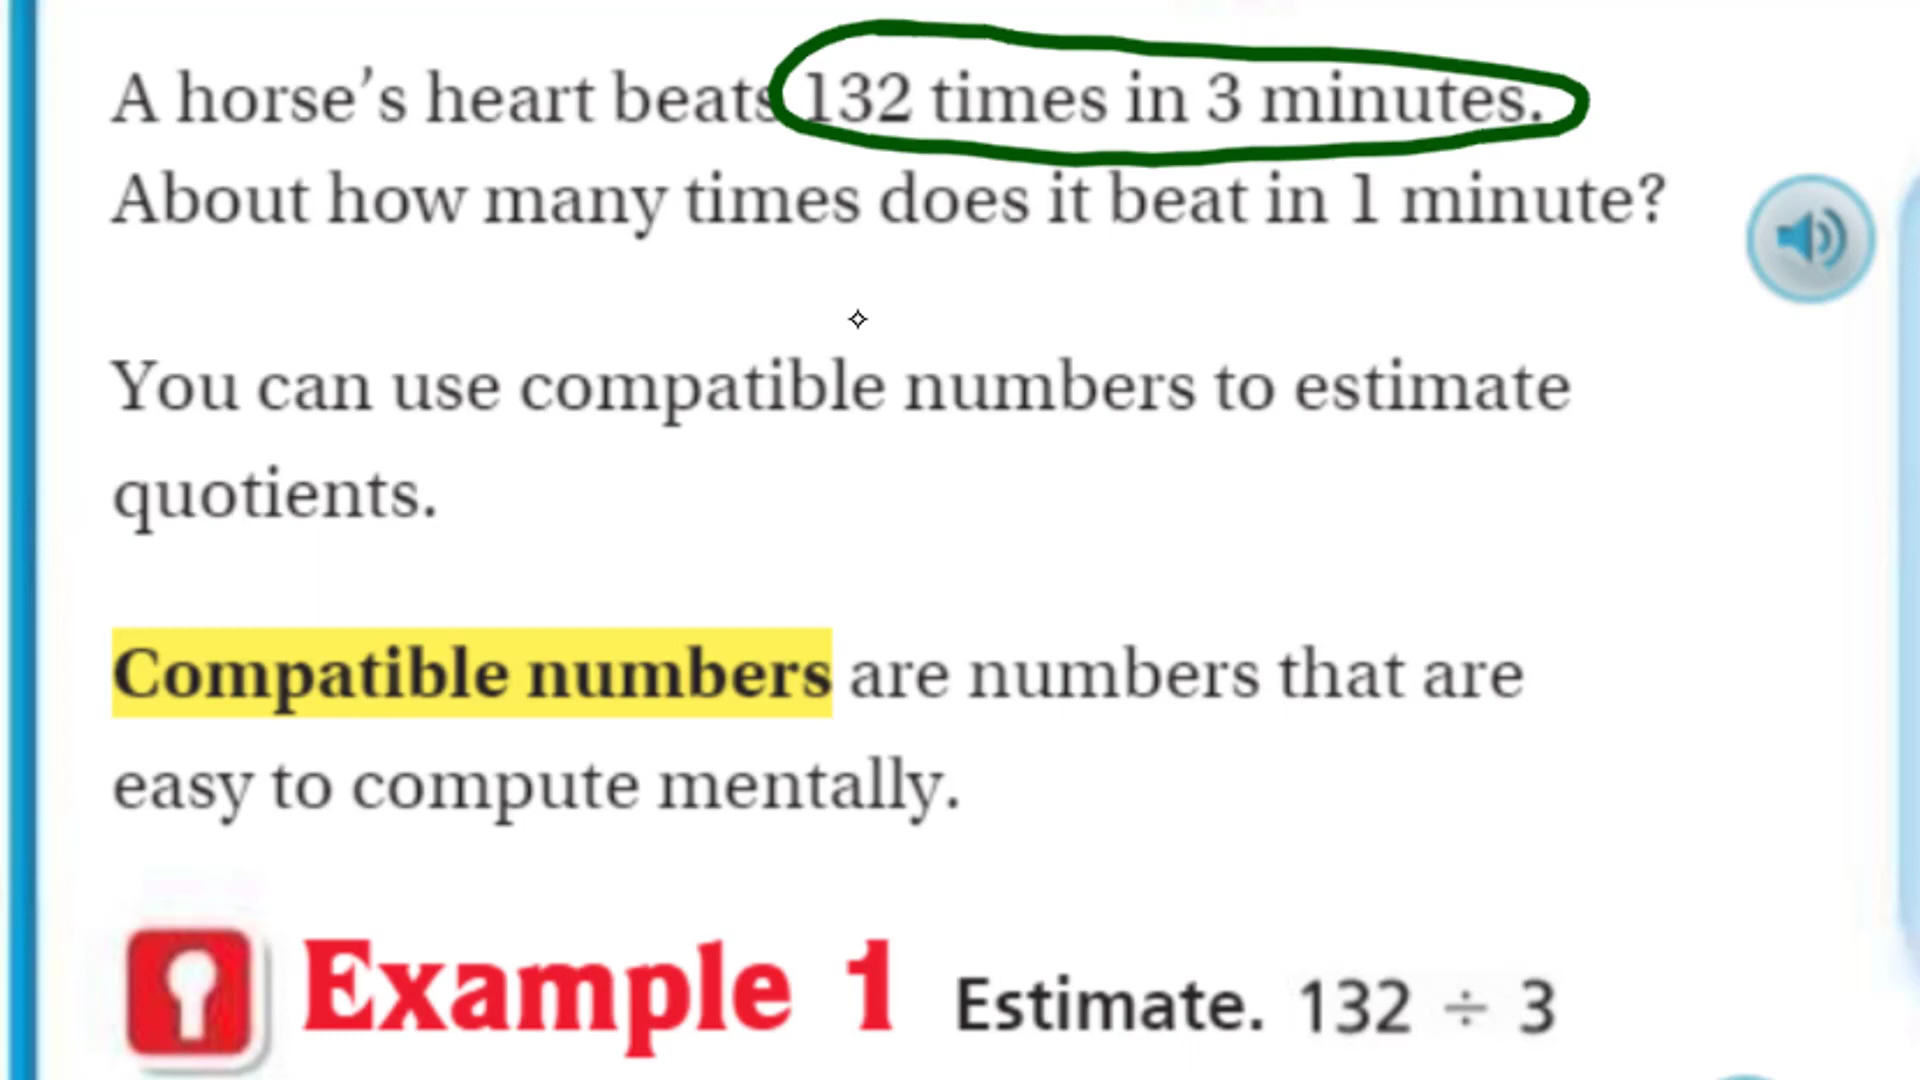 A horse’s heart beats 132 times in 3 minutes.
About how many times does it beat in 1 minute?
You can use compatible numbers to estimate
quotients.
Compatible numbers are numbers that are
easy to compute mentally.
Example 1 Estimate. 132 ÷ 3